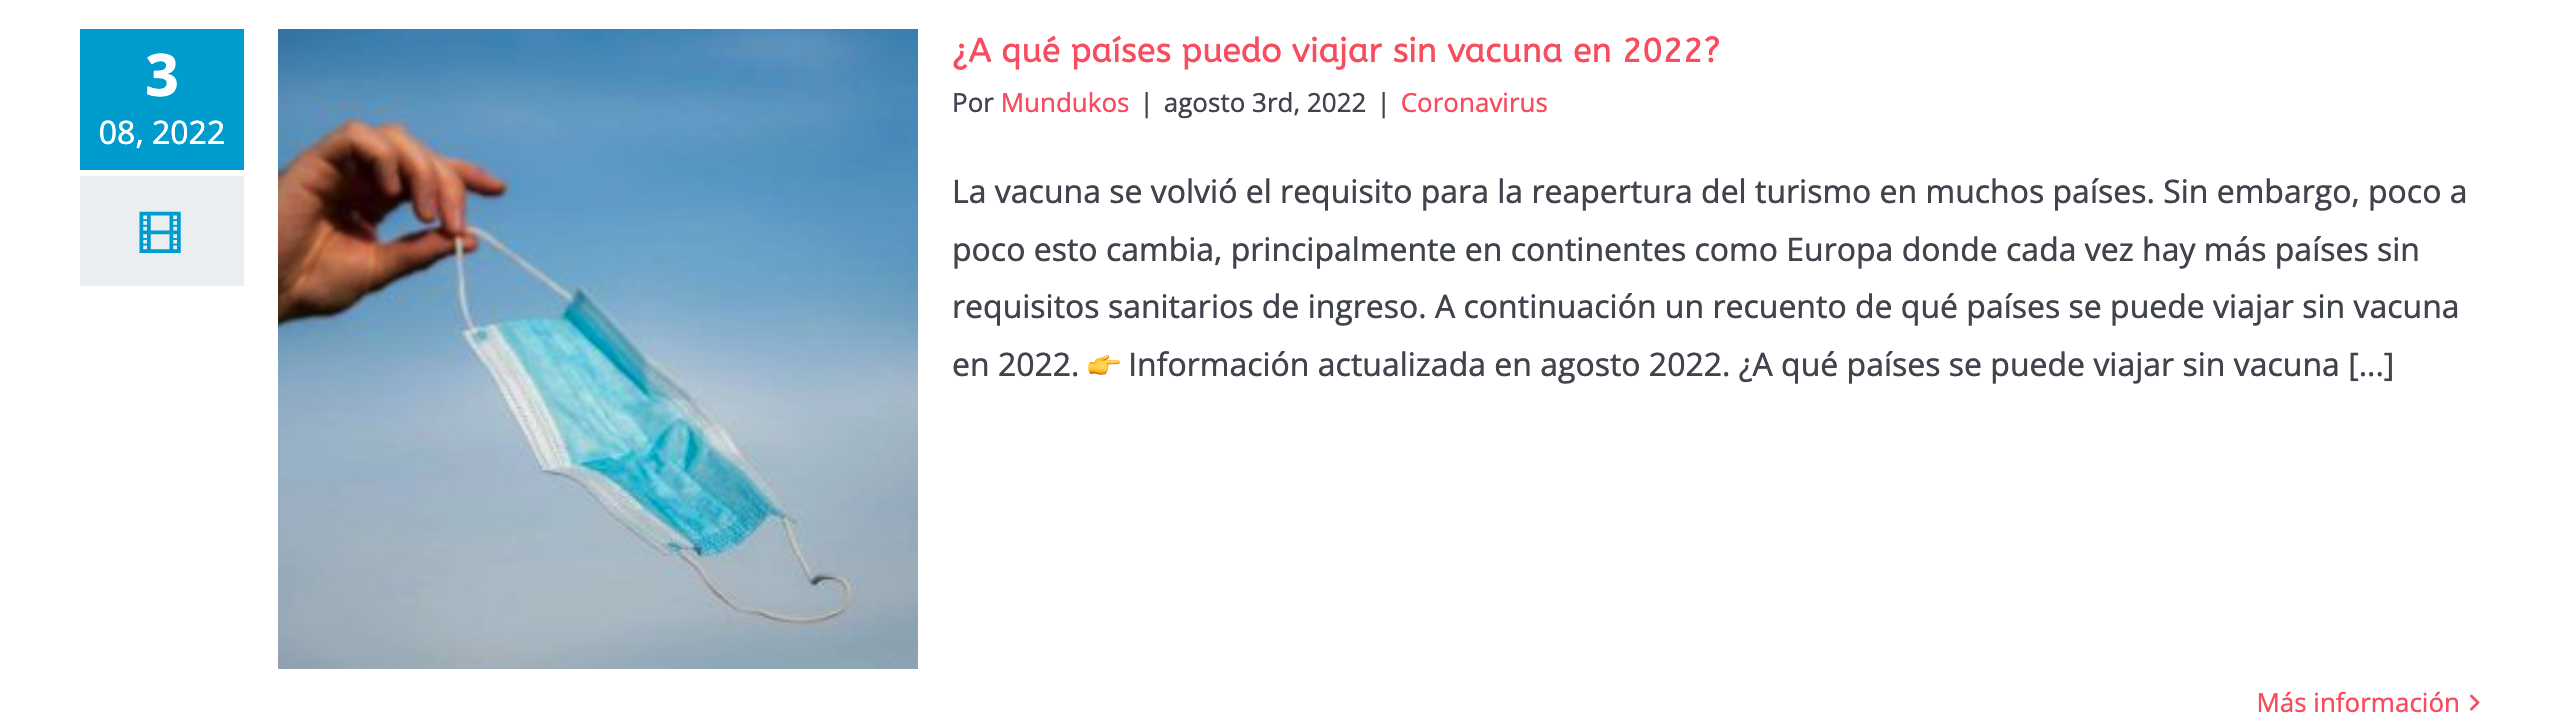 3
08, 2022
¿A qué países puedo viajar sin vacuna en 2022?
Por Mundukos | agosto 3rd, 2022 | Coronavirus
La vacuna se volvió el requisito para la reapertura del turismo en muchos países. Sin embargo, poco a
poco esto cambia, principalmente en continentes como Europa donde cada vez hay más países sin
requisitos sanitarios de ingreso. A continuación un recuento de qué países se puede viajar sin vacuna
en 2022. 👉 Información actualizada en agosto 2022. ¿A qué países se puede viajar sin vacuna [...]
Más información >